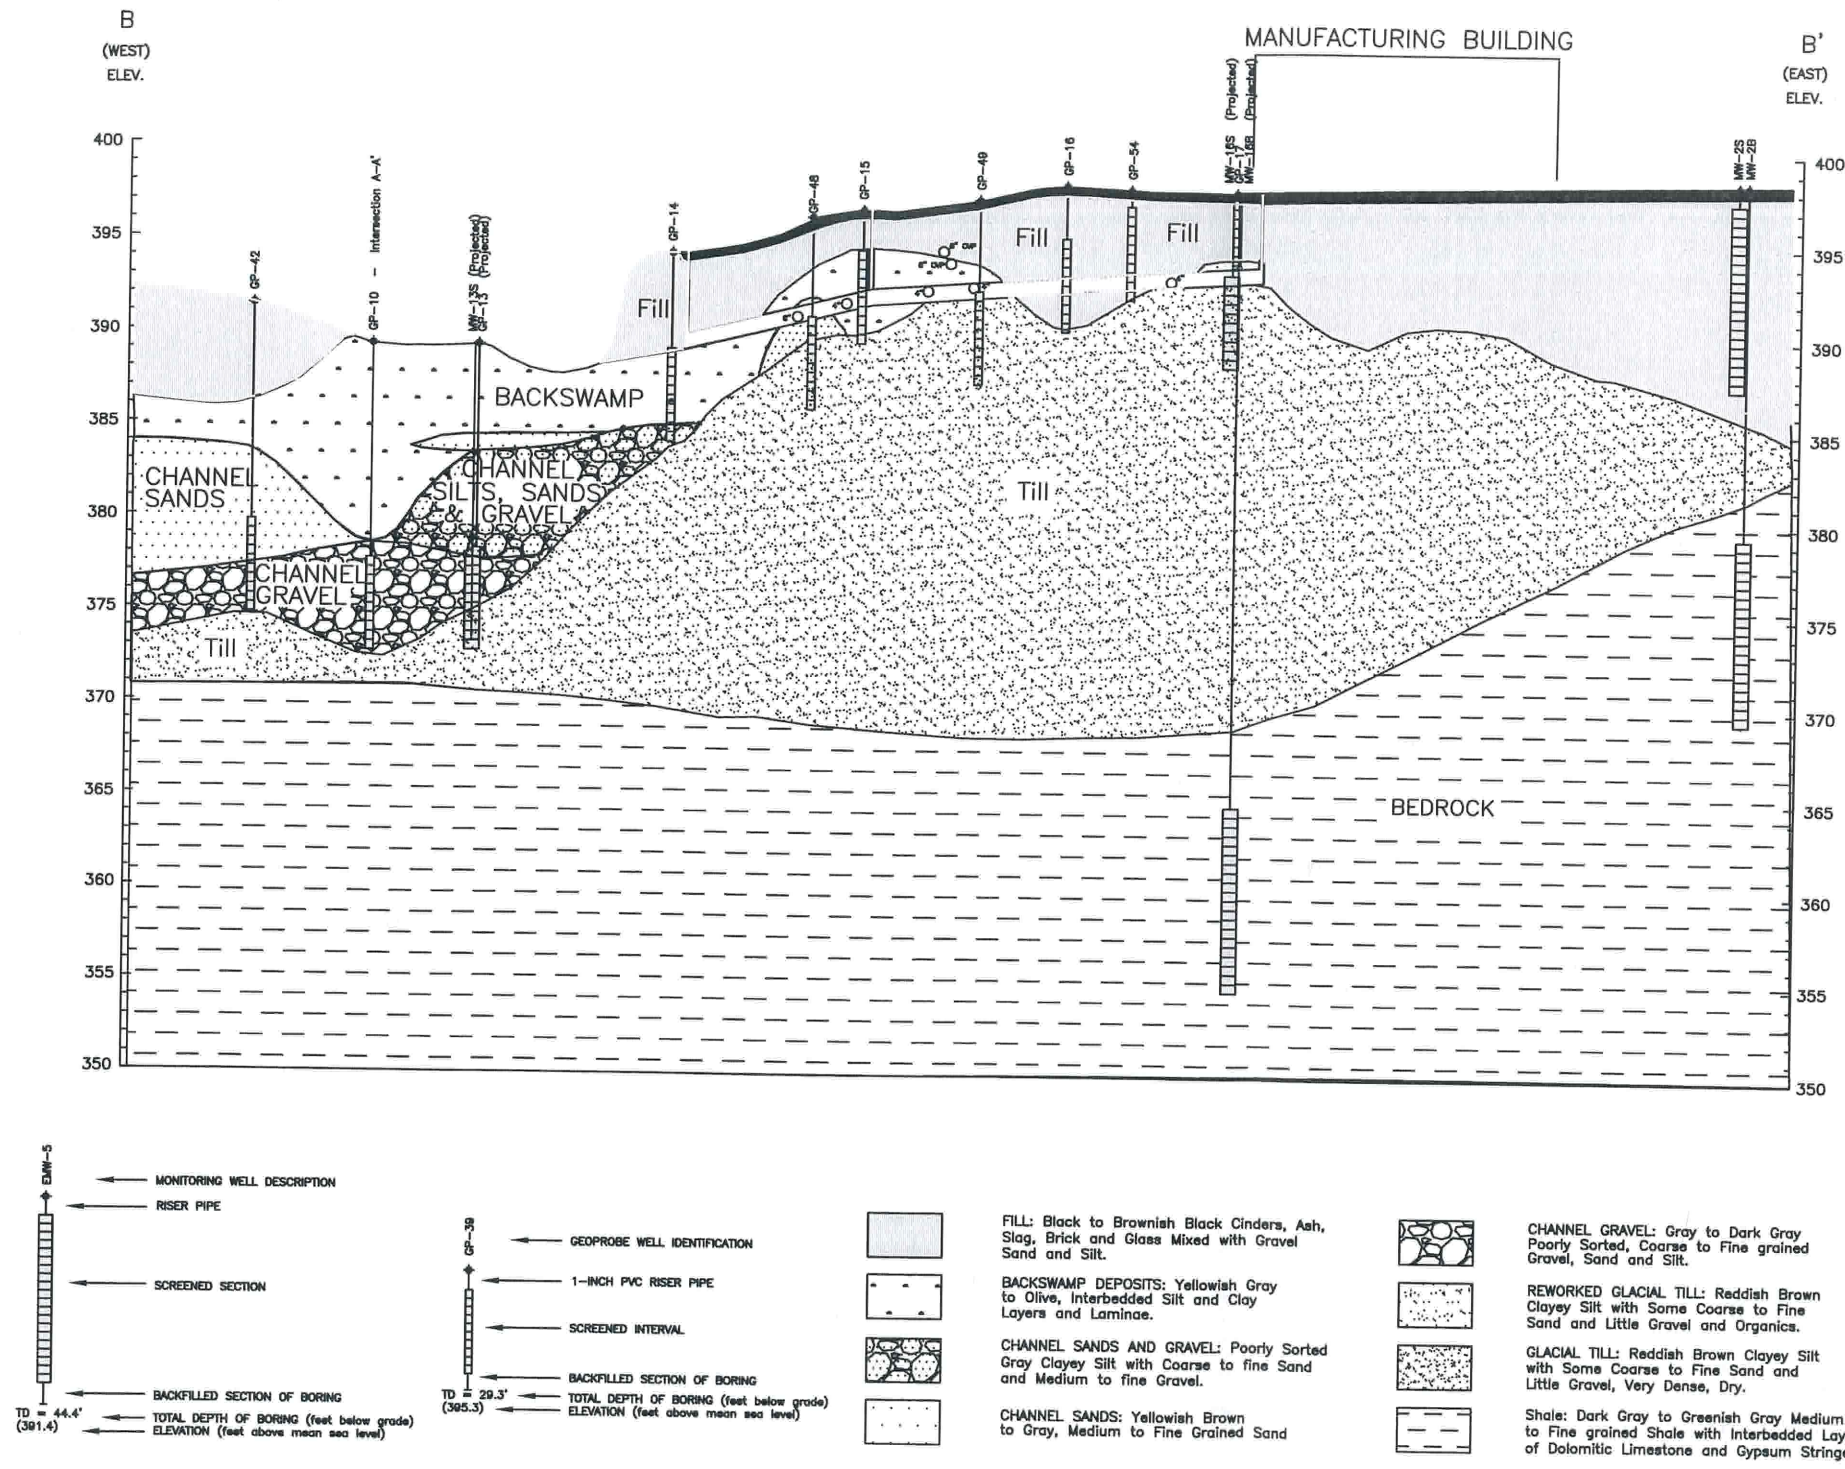 B
(WEST)
ELEV.
MANUFACTURING BUILDING
B'
(EAST)
ELEV.
GP-42
GP-10 - Intersection A-A'
MW-13S (Projected)
GP-13 (Projected)
GP-14
GP-48
GP-15
GP-49
GP-16
GP-54
MW-16S (Projected)
GP-17
MW-16B (Projected)
MW-2S
MW-2B
400
395
390
385
380
375
370
365
360
355
350
400
395
390
385
380
375
370
365
360
355
350
Fill
Fill
Fill
BACKSWAMP
CHANNEL
SANDS
CHANNEL
SILTS, SANDS
& GRAVEL
CHANNEL
GRAVEL
Till
Till
BEDROCK
EMW-5
MONITORING WELL DESCRIPTION
RISER PIPE
SCREENED SECTION
BACKFILLED SECTION OF BORING
TD = 44.4'
TOTAL DEPTH OF BORING (feet below grade)
(391.4)
ELEVATION (feet above mean sea level)
GP-39
GEOPROBE WELL IDENTIFICATION
1-INCH PVC RISER PIPE
SCREENED INTERVAL
BACKFILLED SECTION OF BORING
TD = 29.3'
TOTAL DEPTH OF BORING (feet below grade)
(395.3)
ELEVATION (feet above mean sea level)
FILL: Black to Brownish Black Cinders, Ash,
Slag, Brick and Glass Mixed with Gravel
Sand and Silt.
BACKSWAMP DEPOSITS: Yellowish Gray
to Olive, Interbedded Silt and Clay
Layers and Laminae.
CHANNEL SANDS AND GRAVEL: Poorly Sorted
Gray Clayey Silt with Coarse to fine Sand
and Medium to fine Gravel.
CHANNEL SANDS: Yellowish Brown
to Gray, Medium to Fine Grained Sand
CHANNEL GRAVEL: Gray to Dark Gray
Poorly Sorted, Coarse to Fine grained
Gravel, Sand and Silt.
REWORKED GLACIAL TILL: Reddish Brown
Clayey Silt with Some Coarse to Fine
Sand and Little Gravel and Organics.
GLACIAL TILL: Reddish Brown Clayey Silt
with Some Coarse to Fine Sand and
Little Gravel, Very Dense, Dry.
Shale: Dark Gray to Greenish Gray Medium
to Fine grained Shale with Interbedded Lay
of Dolomitic Limestone and Gypsum String